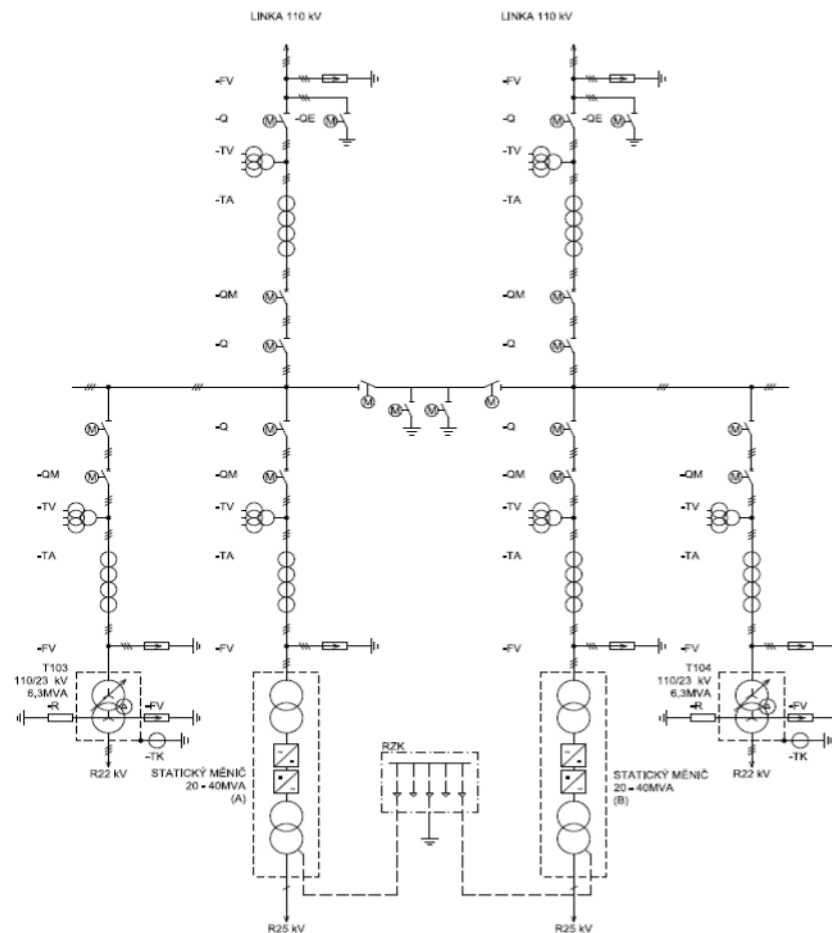 LINKA 110 kV LINKA 110 kV
-FV -FV
-Q M -QE M -Q M -QE M
-TV -TV
-TA -TA
-QM M -QM M
-Q M -Q M
M M M M
M -Q M -Q M M
-QM M -QM M -QM M -QM M
-TV -TV -TV -TV
-TA -TA -TA -TA
-FV -FV -FV -FV
T103 T104
110/23 kV 110/23 kV
6,3MVA 6,3MVA
-R -FV -R -FV
-TK -TK
R22 kV RZK R22 kV
STATICKÝ MĚNIČ STATICKÝ MĚNIČ
20 - 40MVA 20 - 40MVA
(A) (B)
R25 kV R25 kV